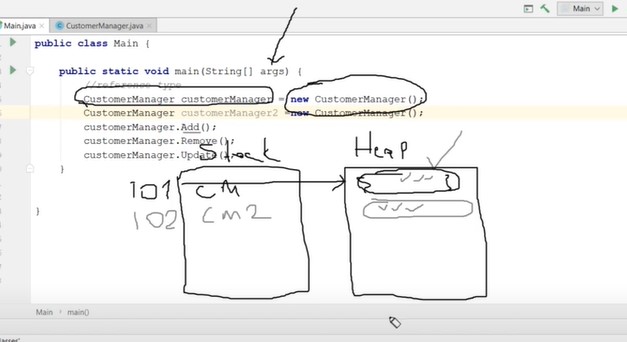 Main
Main.java × CustomerManager.java ×
public class Main {
public static void main(String[] args) {
//reference type
CustomerManager customerManager = new CustomerManager();
CustomerManager customerManager2 =new CustomerManager();
customerManager.Add();
customerManager.Remove();
customerManager.Update();
Stack Heap
}
101 CM
102 CM2
}
Main › main()